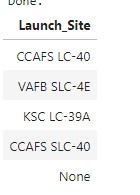 Done.
Launch_Site
CCAFS LC-40
VAFB SLC-4E
KSC LC-39A
CCAFS SLC-40
None